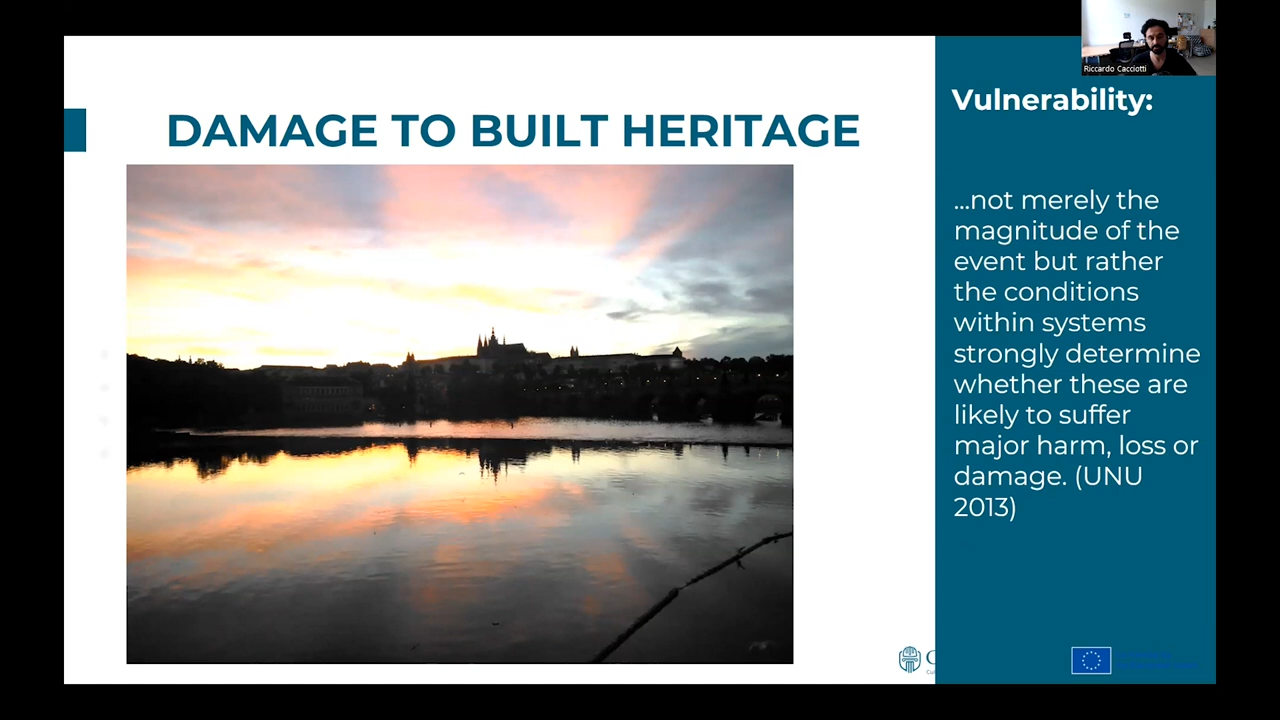 Riccardo Cacciotti
Vulnerability:
DAMAGE TO BUILT HERITAGE
...not merely the
magnitude of the
event but rather
the conditions
within systems
strongly determine
whether these are
likely to suffer
major harm, loss or
damage. (UNU
2013)